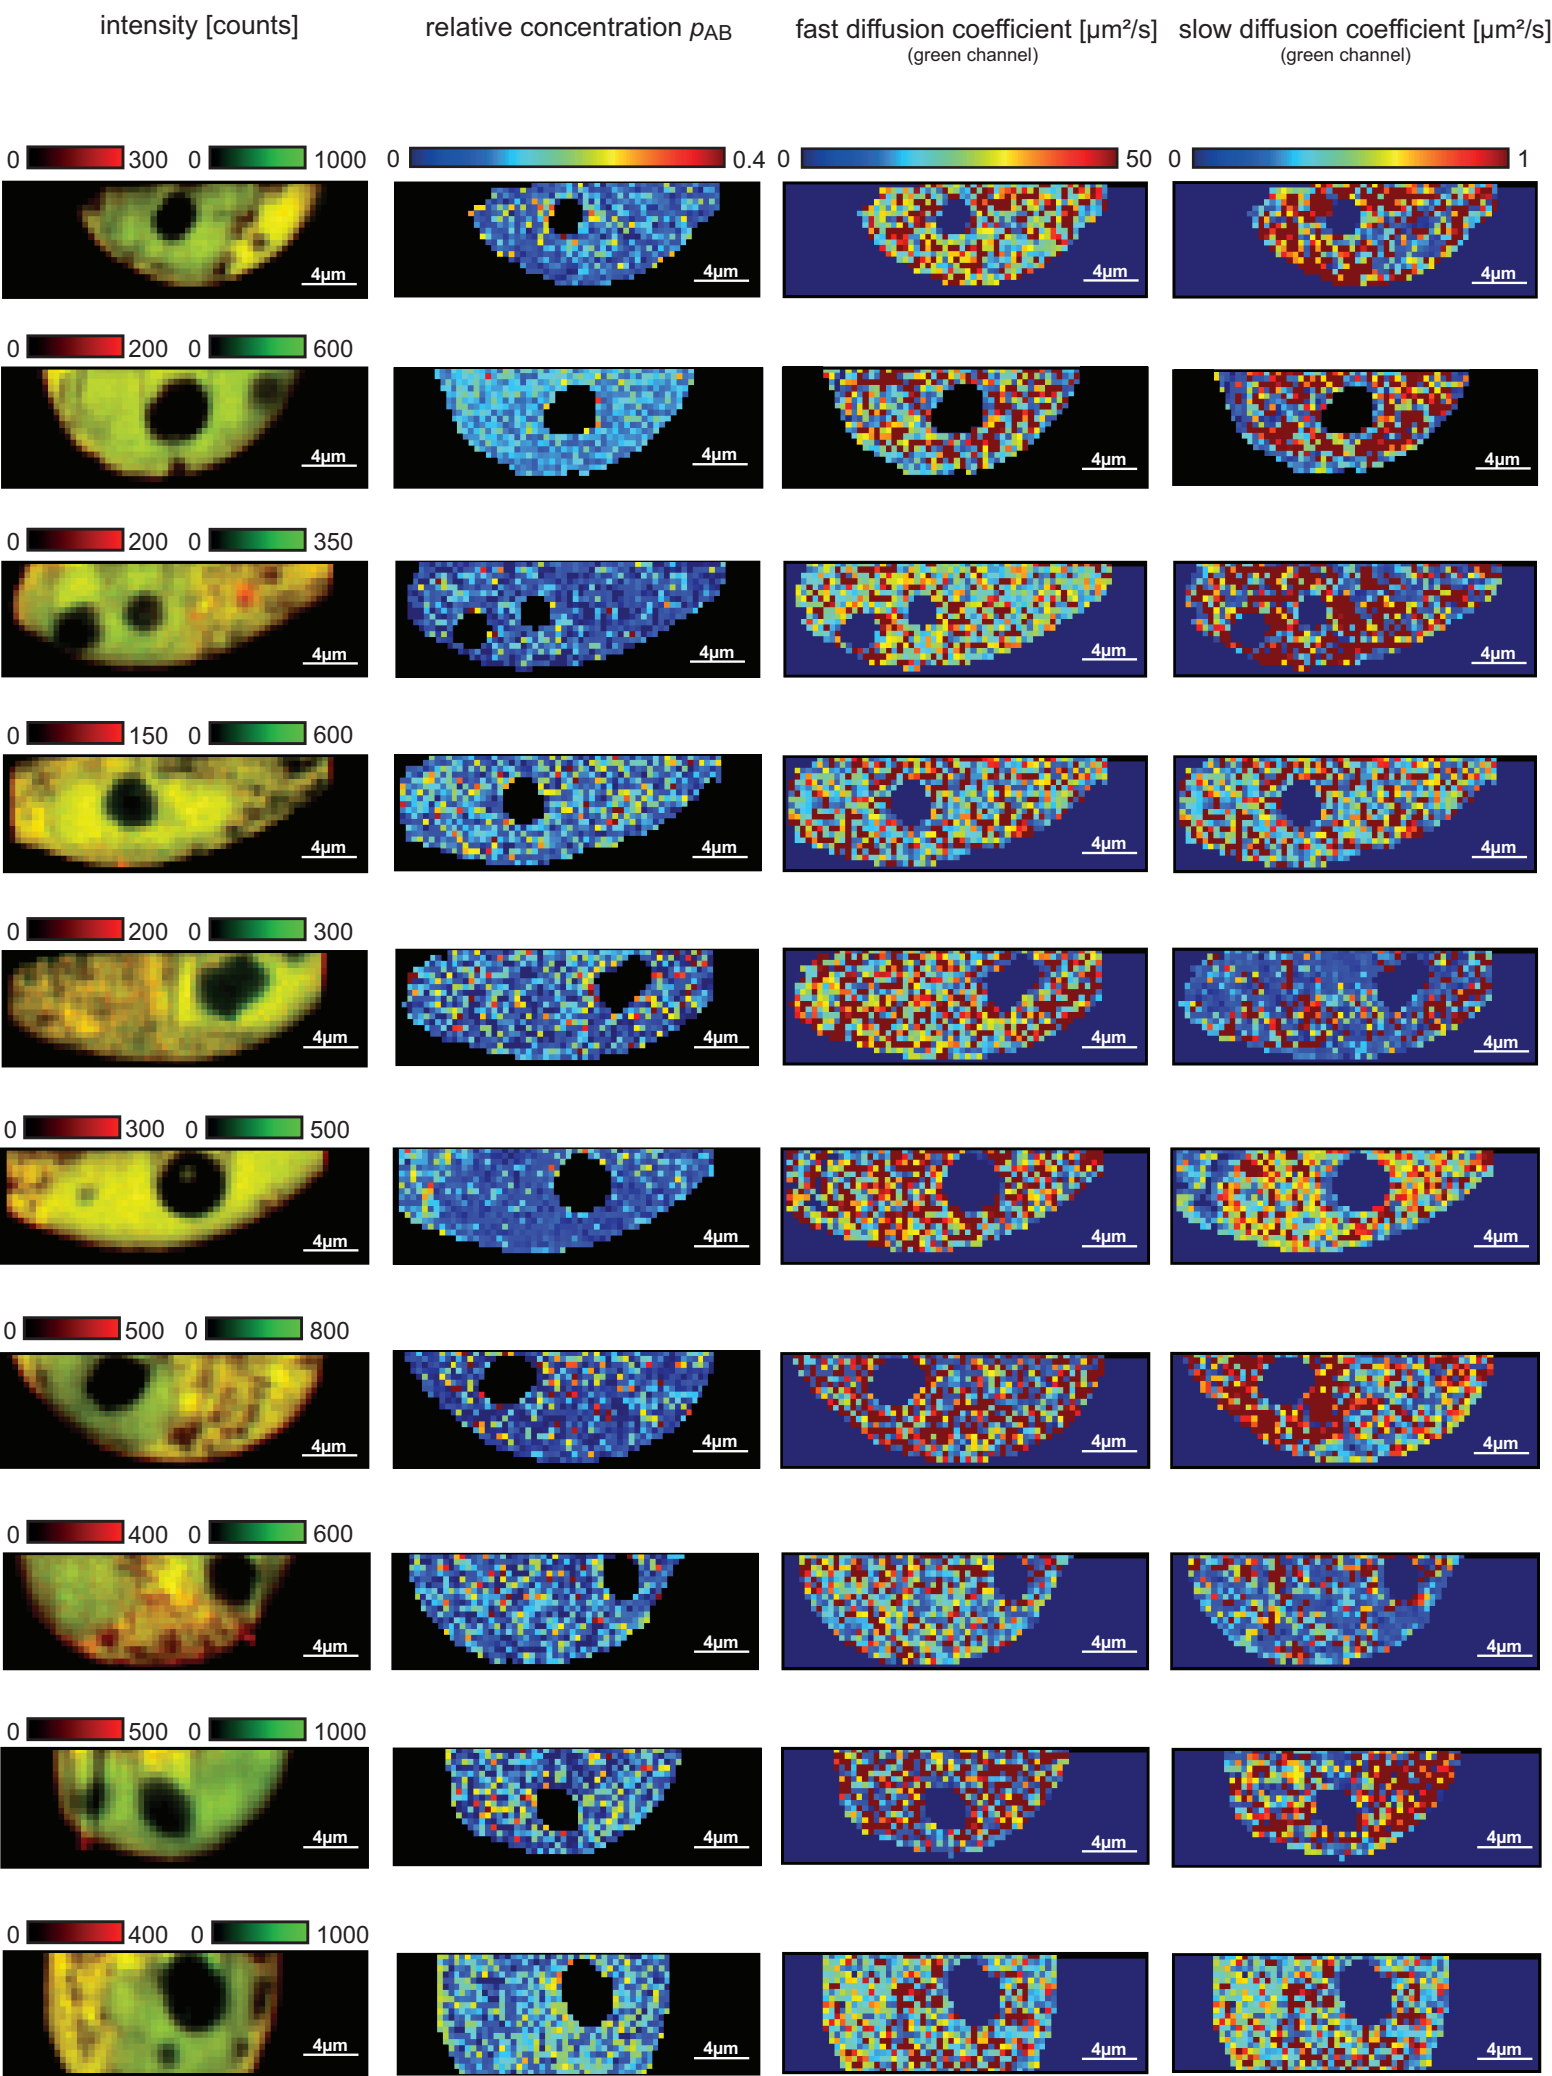 intensity [counts] relative concentration pAB fast diffusion coefficient [µm²/s] slow diffusion coefficient [µm²/s]
(green channel) (green channel)
0 300 0 1000 0 0.4 0 50 0 1
4µm 4µm 4µm 4µm
0 200 0 600
4µm 4µm 4µm 4µm
0 200 0 350
4µm 4µm 4µm 4µm
0 150 0 600
4µm 4µm 4µm 4µm
0 200 0 300
4µm 4µm 4µm 4µm
0 300 0 500
4µm 4µm 4µm 4µm
0 500 0 800
4µm 4µm 4µm 4µm
0 400 0 600
4µm 4µm 4µm 4µm
0 500 0 1000
4µm 4µm 4µm 4µm
0 400 0 1000
4µm 4µm 4µm 4µm